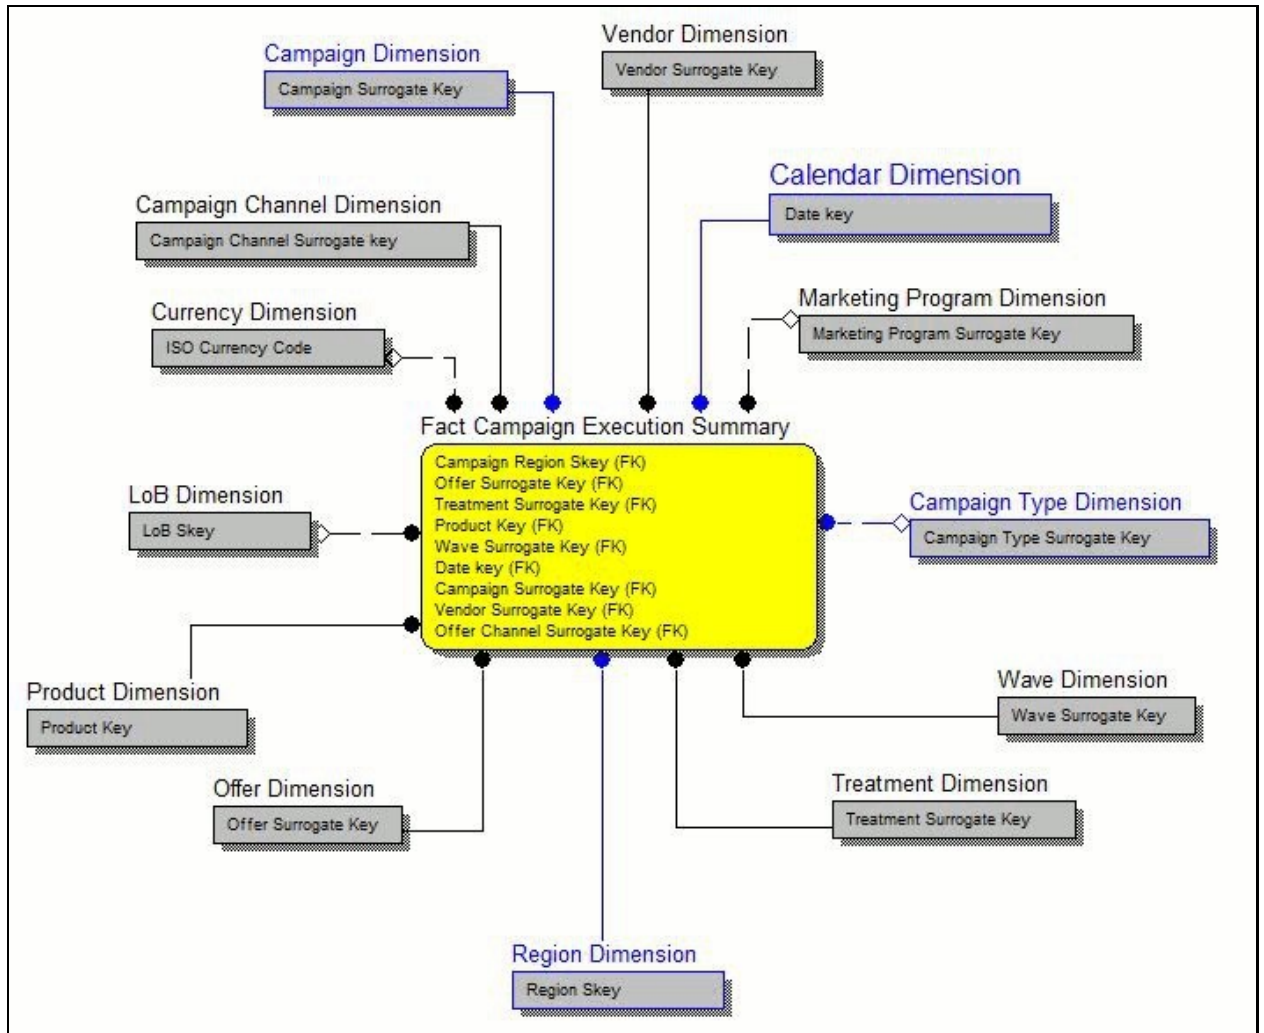 Vendor Dimension
Vendor Surrogate Key
Campaign Dimension
Campaign Surrogate Key
Calendar Dimension
Date key
Campaign Channel Dimension
Campaign Channel Surrogate key
Marketing Program Dimension
Marketing Program Surrogate Key
Currency Dimension
ISO Currency Code
Fact Campaign Execution Summary
Campaign Region Skey (FK)
Offer Surrogate Key (FK)
Treatment Surrogate Key (FK)
Product Key (FK)
Wave Surrogate Key (FK)
Date key (FK)
Campaign Surrogate Key (FK)
Vendor Surrogate Key (FK)
Offer Channel Surrogate Key (FK)
LoB Dimension
LoB Skey
Campaign Type Dimension
Campaign Type Surrogate Key
Product Dimension
Product Key
Wave Dimension
Wave Surrogate Key
Offer Dimension
Offer Surrogate Key
Treatment Dimension
Treatment Surrogate Key
Region Dimension
Region Skey